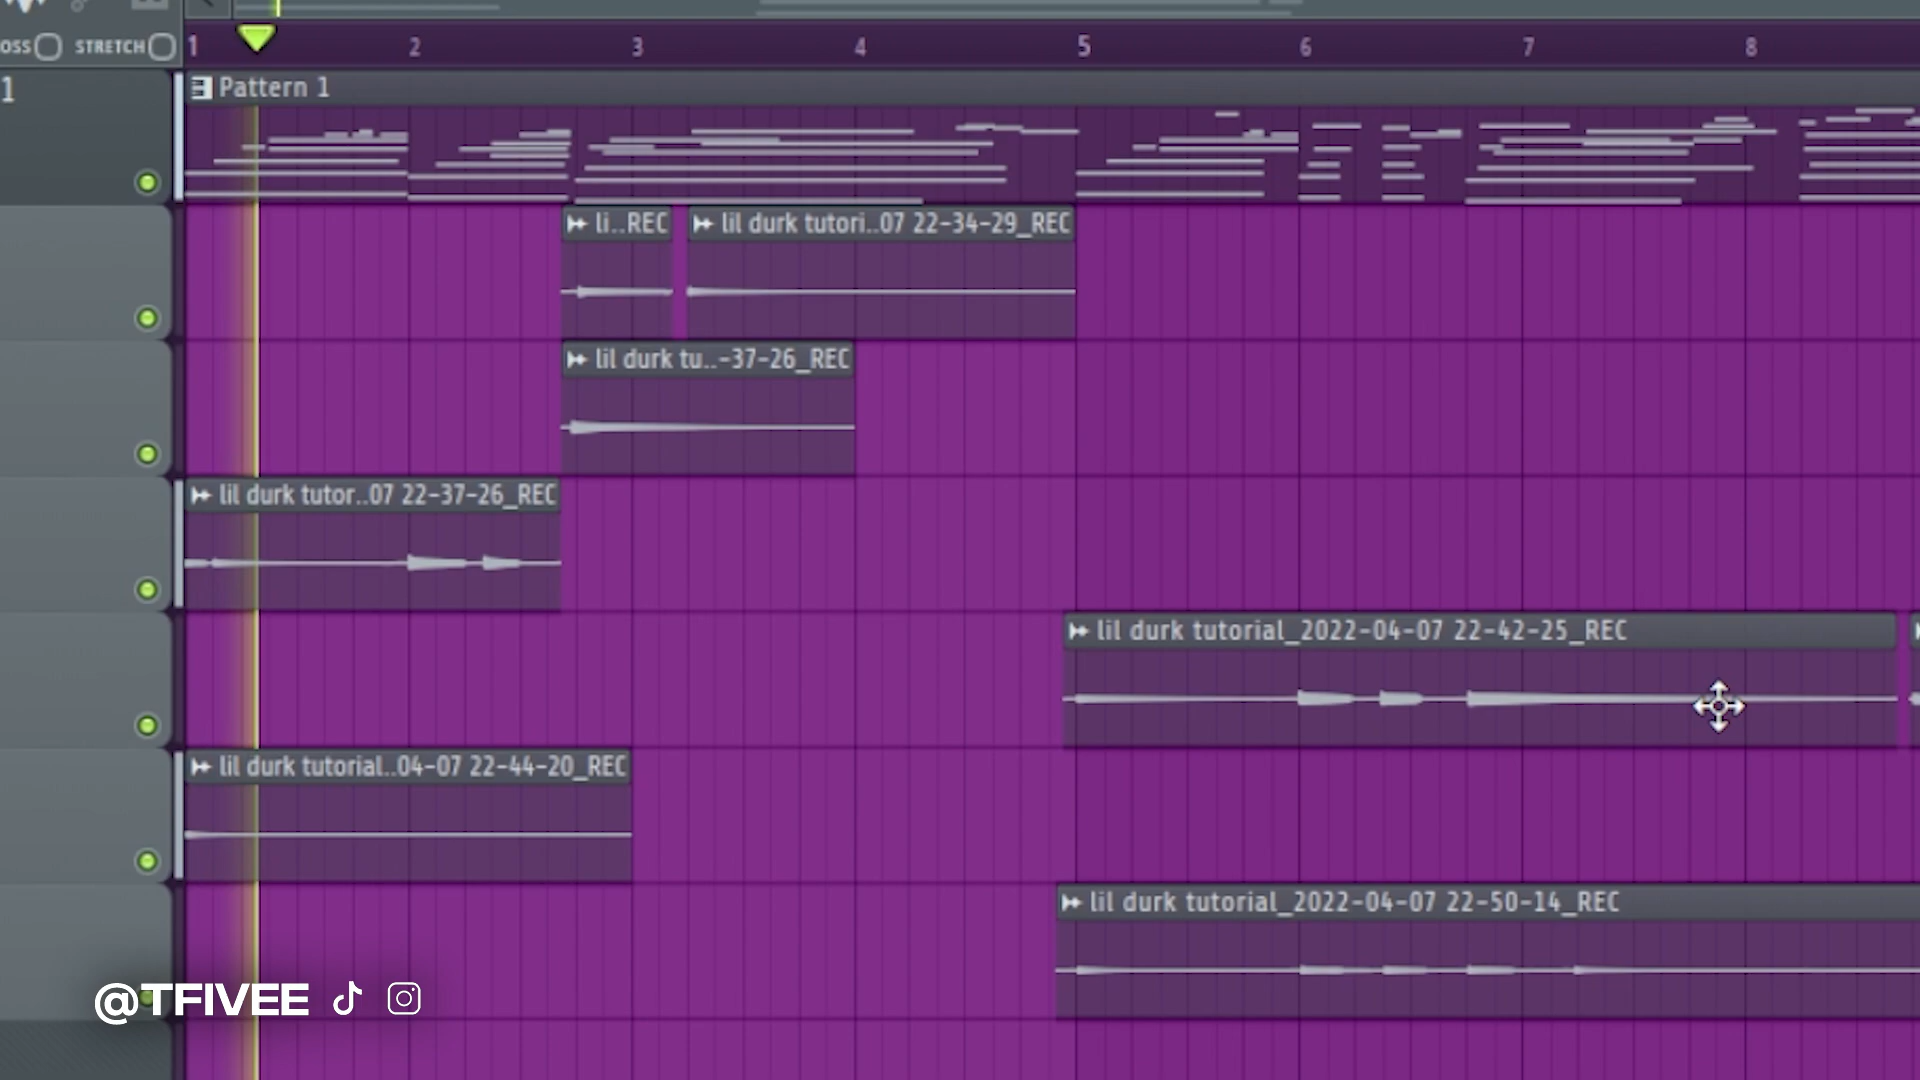 OSS STRETCH 1 2 3 4 5 6 7 8
1 Pattern 1
li..REC lil durk tutori..07 22-34-29_REC
lil durk tu..-37-26_REC
lil durk tutor..07 22-37-26_REC
lil durk tutorial_2022-04-07 22-42-25_REC
lil durk tutorial..04-07 22-44-20_REC
lil durk tutorial_2022-04-07 22-50-14_REC
@TFIVEE